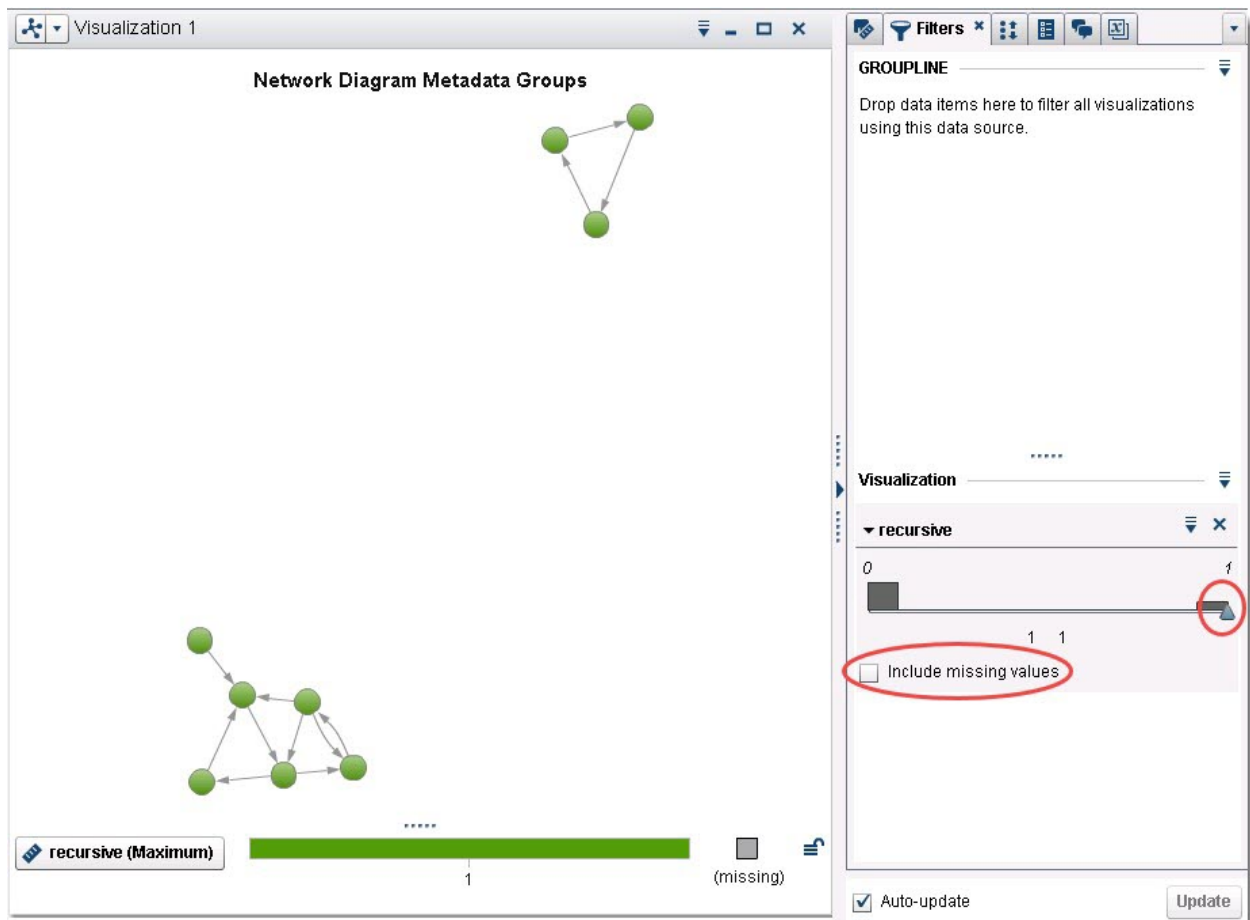 Visualization 1
Network Diagram Metadata Groups
recursive (Maximum)
1
(missing)
Filters
GROUPLINE
Drop data items here to filter all visualizations
using this data source.
Visualization
recursive
0 1
1 1
Include missing values
Auto-update
Update